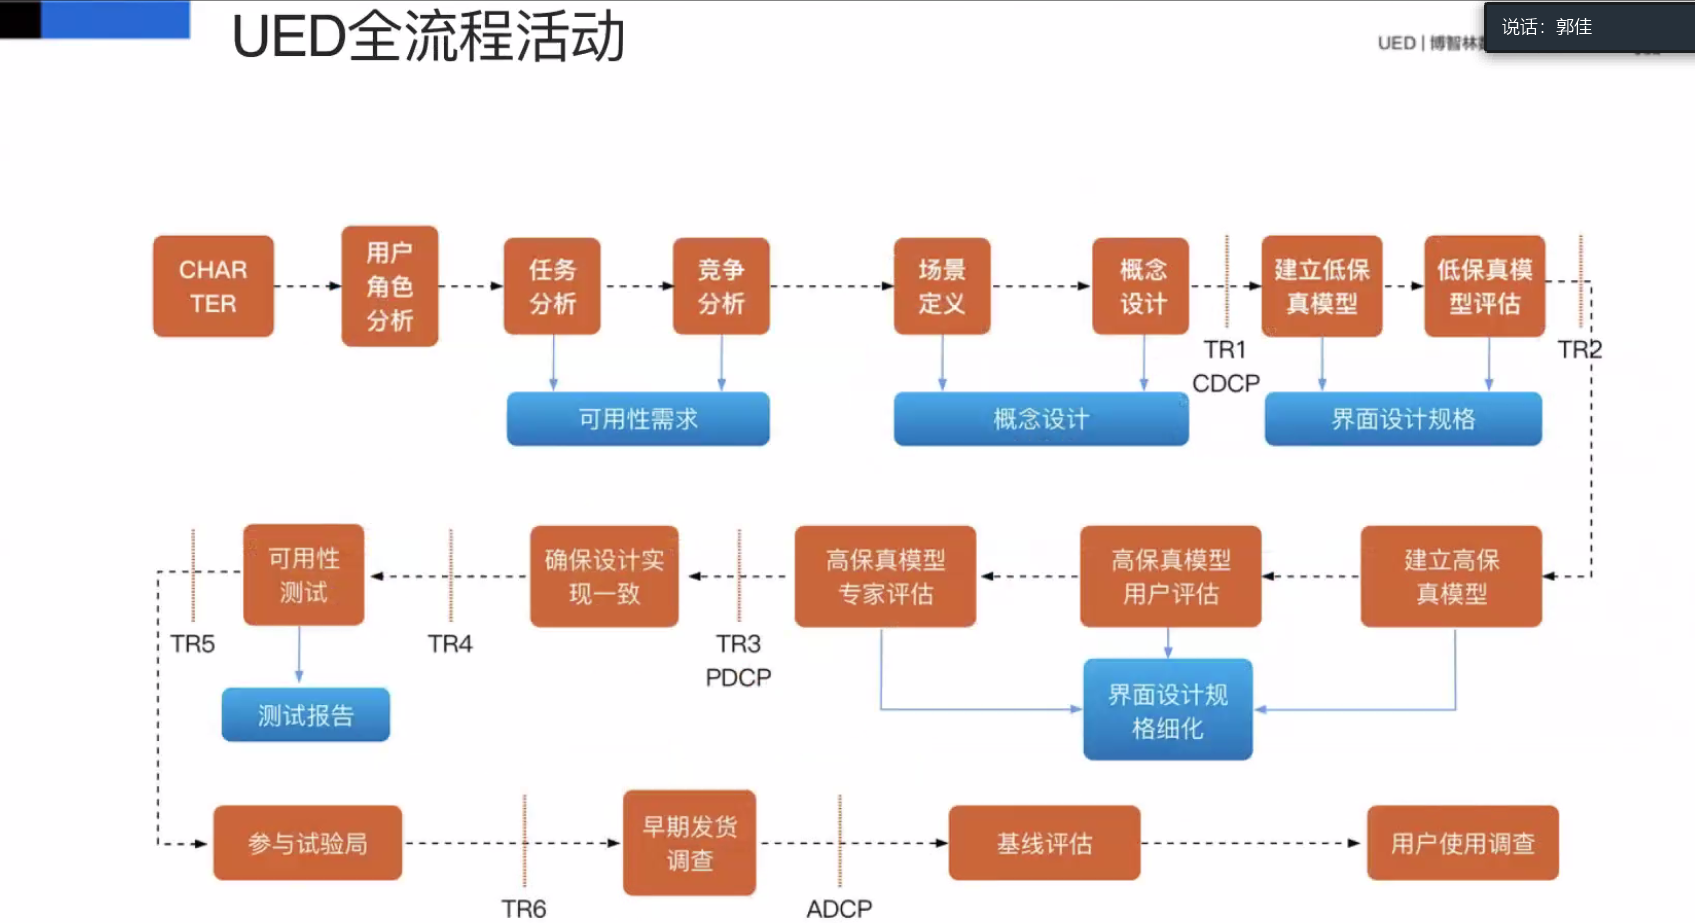 UED全流程活动
UED | 博智林
说话：郭佳
CHAR
TER
用户
角色
分析
任务
分析
竞争
分析
场景
定义
概念
设计
建立低保
真模型
低保真模
型评估
TR1
CDCP
TR2
可用性需求
概念设计
界面设计规格
可用性
测试
确保设计实
现一致
高保真模型
专家评估
高保真模型
用户评估
建立高保
真模型
TR5
TR4
TR3
PDCP
测试报告
界面设计规
格细化
参与试验局
早期发货
调查
基线评估
用户使用调查
TR6
ADCP